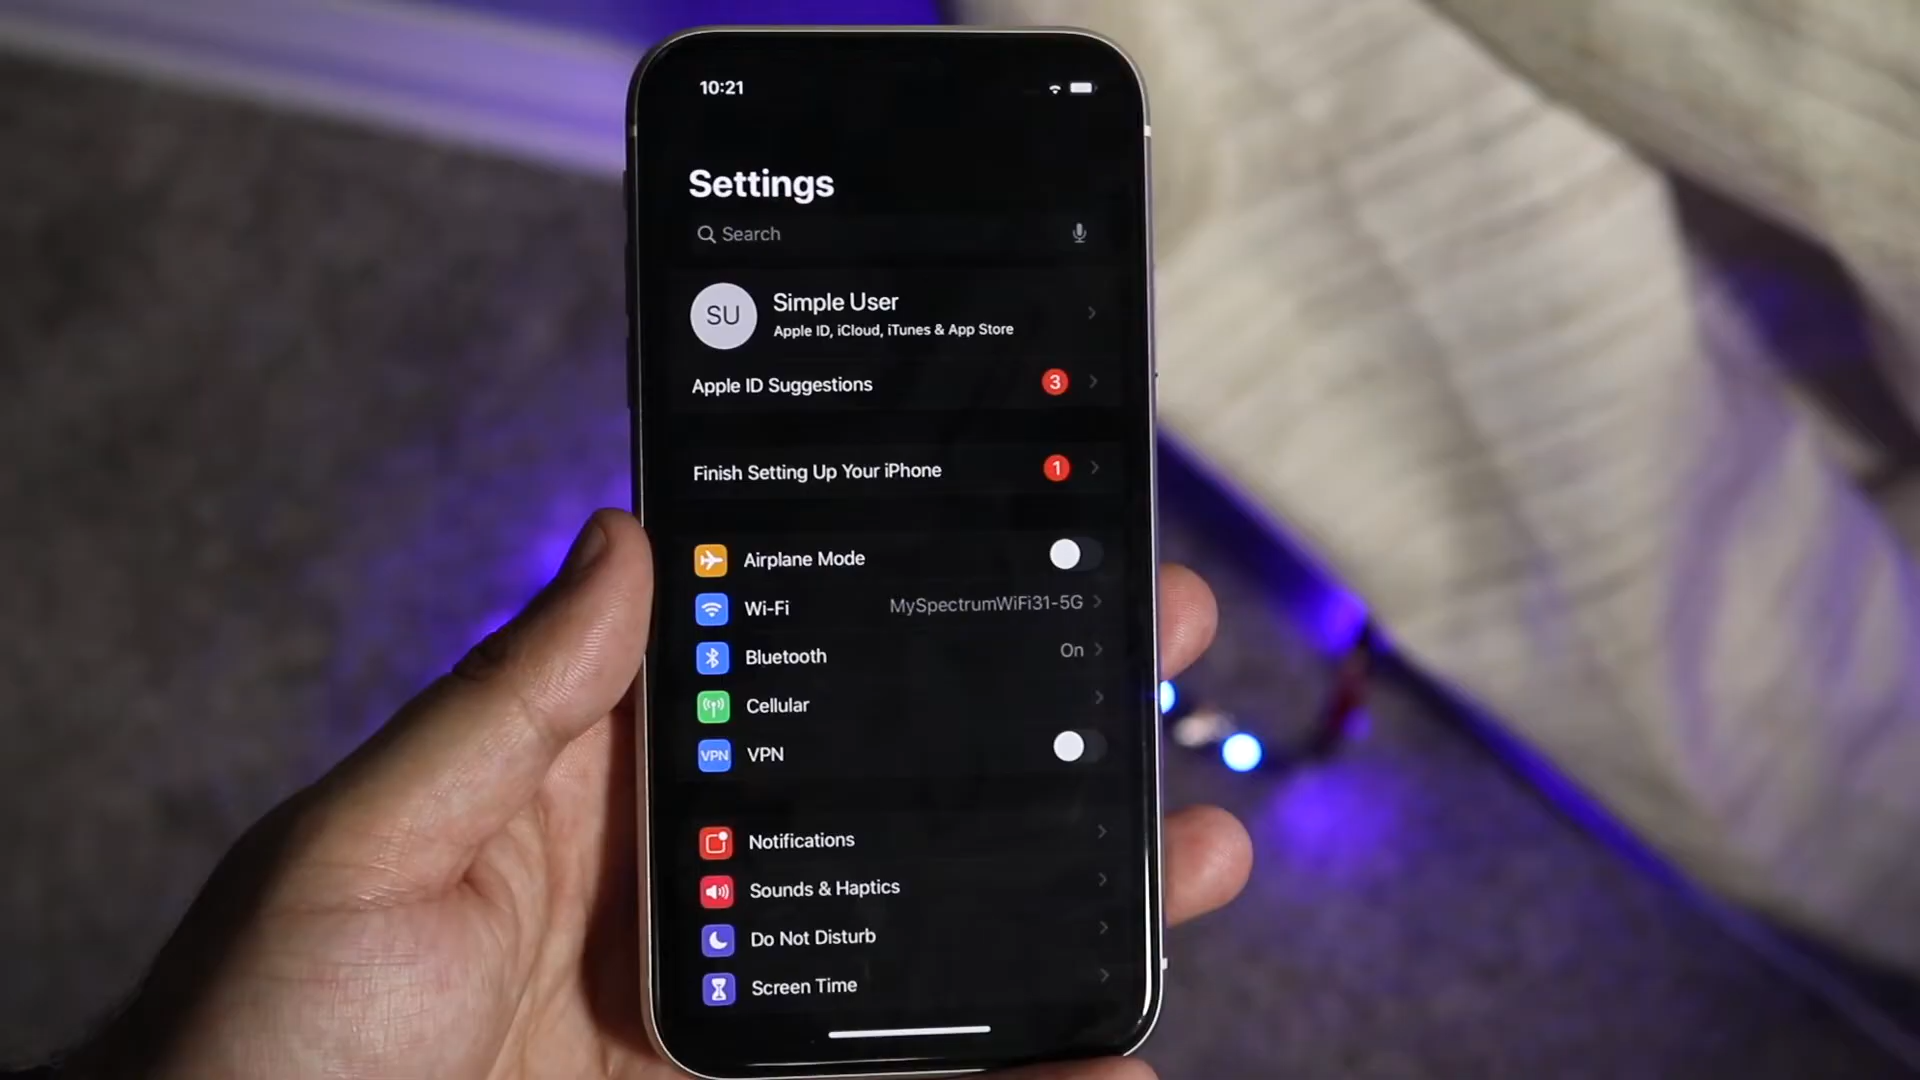 10:21
Settings
Search
SU
Simple User
Apple ID, iCloud, iTunes & App Store
Apple ID Suggestions 3
Finish Setting Up Your iPhone 1
Airplane Mode
Wi-Fi MySpectrumWiFi31-5G
Bluetooth On
Cellular
VPN VPN
Notifications
Sounds & Haptics
Do Not Disturb
Screen Time